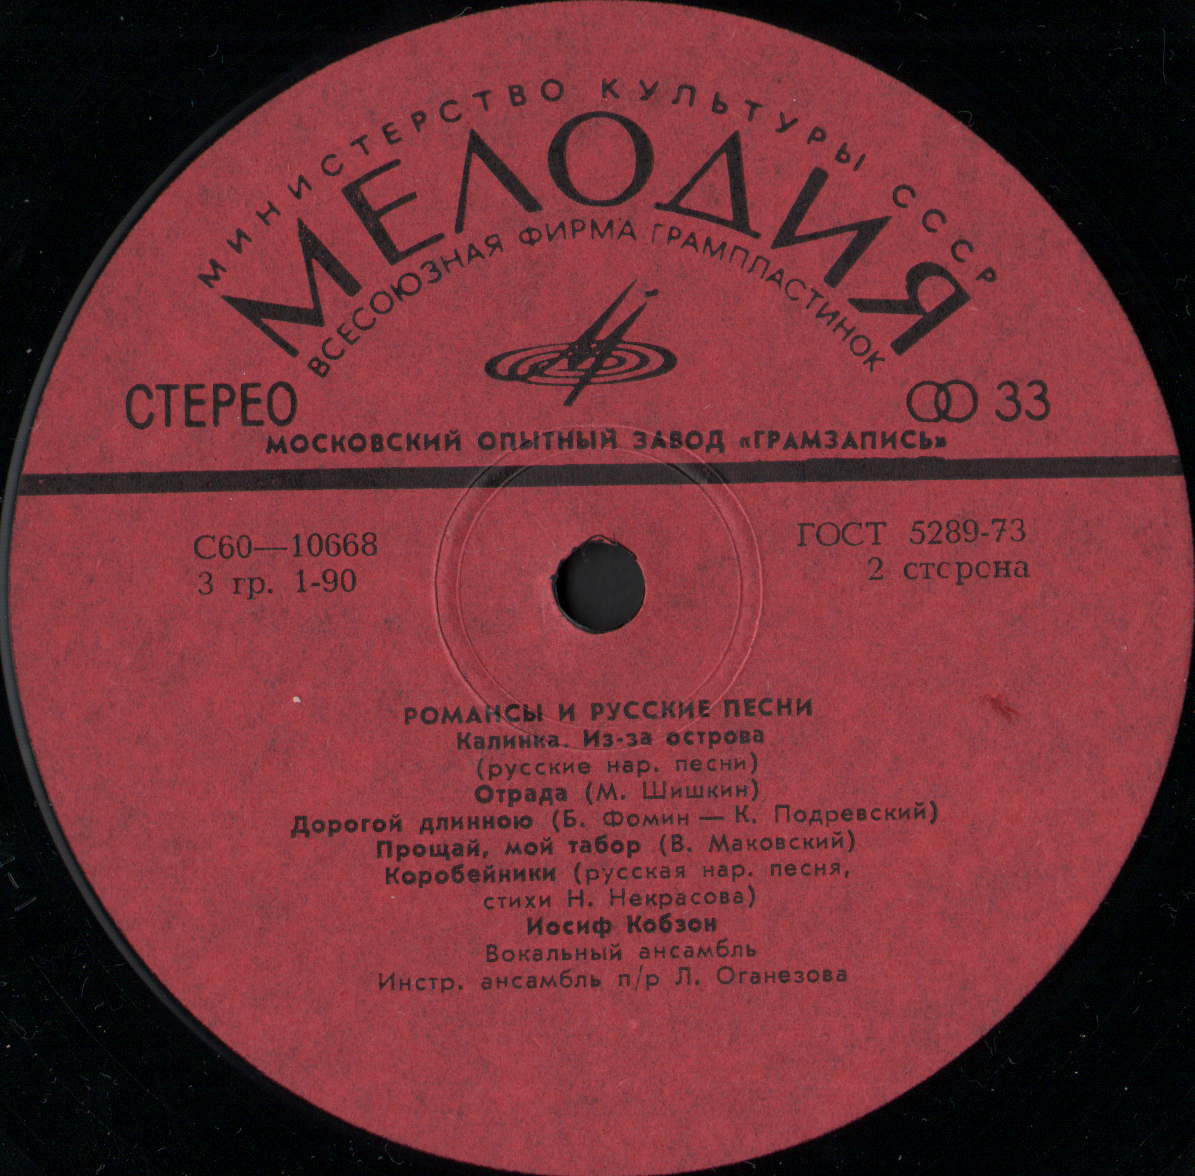 МИНИСТЕРСТВО КУЛЬТУРЫ СССР
МЕЛОДИЯ
ВСЕСОЮЗНАЯ ФИРМА ГРАМПЛАСТИНОК
СТЕРЕО
33
МОСКОВСКИЙ ОПЫТНЫЙ ЗАВОД «ГРАМЗАПИСЬ»
С60—10668
ГОСТ 5289-73
3 гр. 1-90
2 сторона
РОМАНСЫ И РУССКИЕ ПЕСНИ
Калинка. Из-за острова
(русские нар. песни)
Отрада (М. Шишкин)
Дорогой длинною (Б. Фомин — К. Подревский)
Прощай, мой табор (В. Маковский)
Коробейники (русская нар. песня,
стихи Н. Некрасова)
Иосиф Кобзон
Вокальный ансамбль
Инстр. ансамбль п/р Л. Оганезова